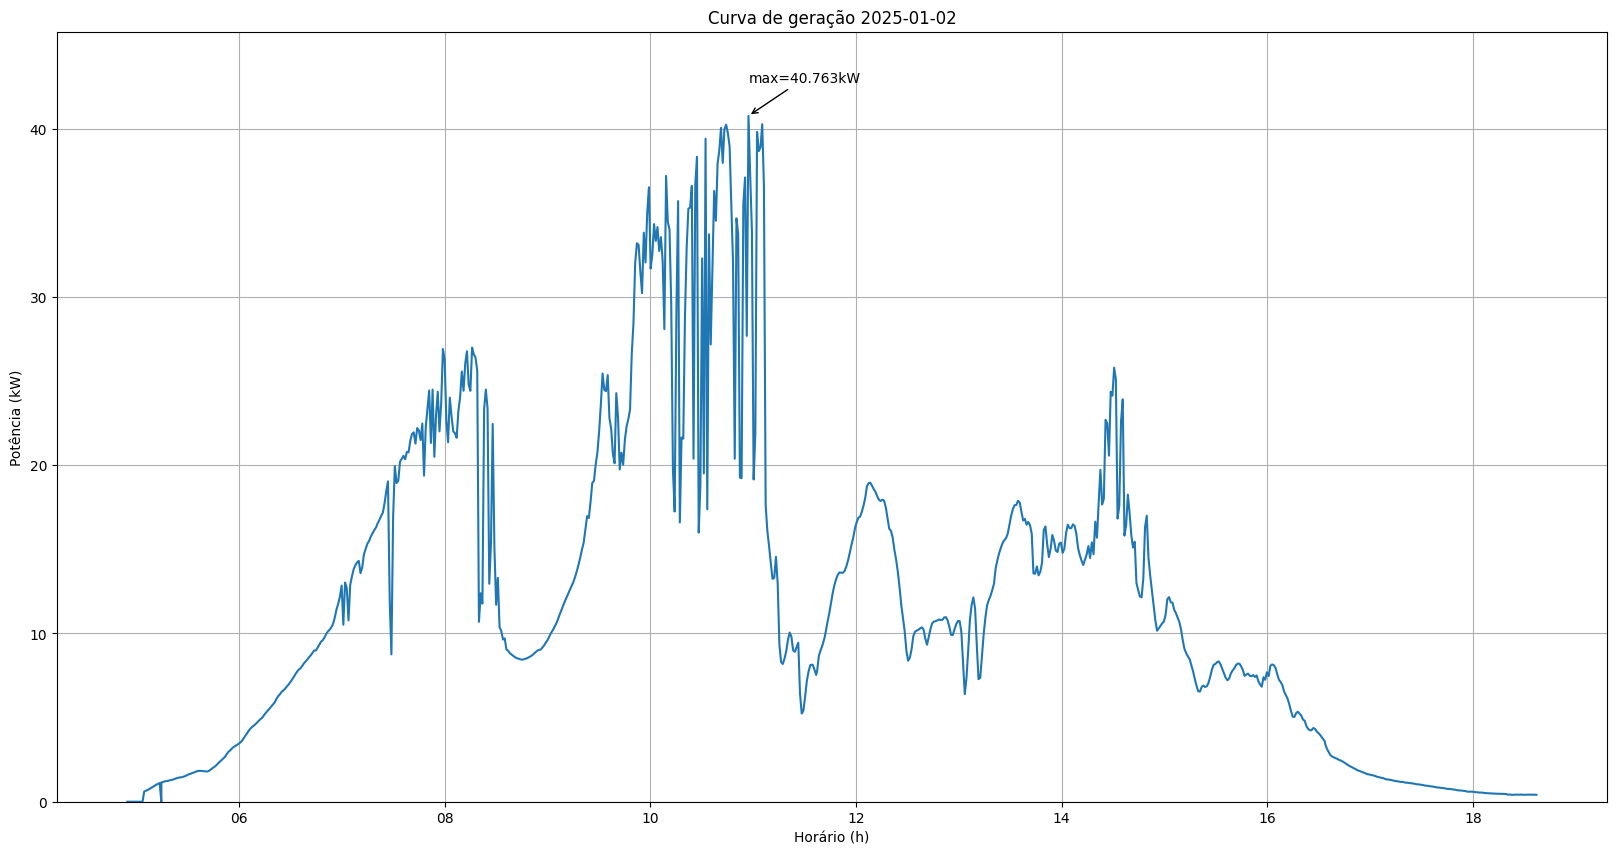 Curva de geração 2025-01-02
max=40.763kW
Potência (kW)
40
30
20
10
0
06 08 10 12 14 16 18
Horário (h)